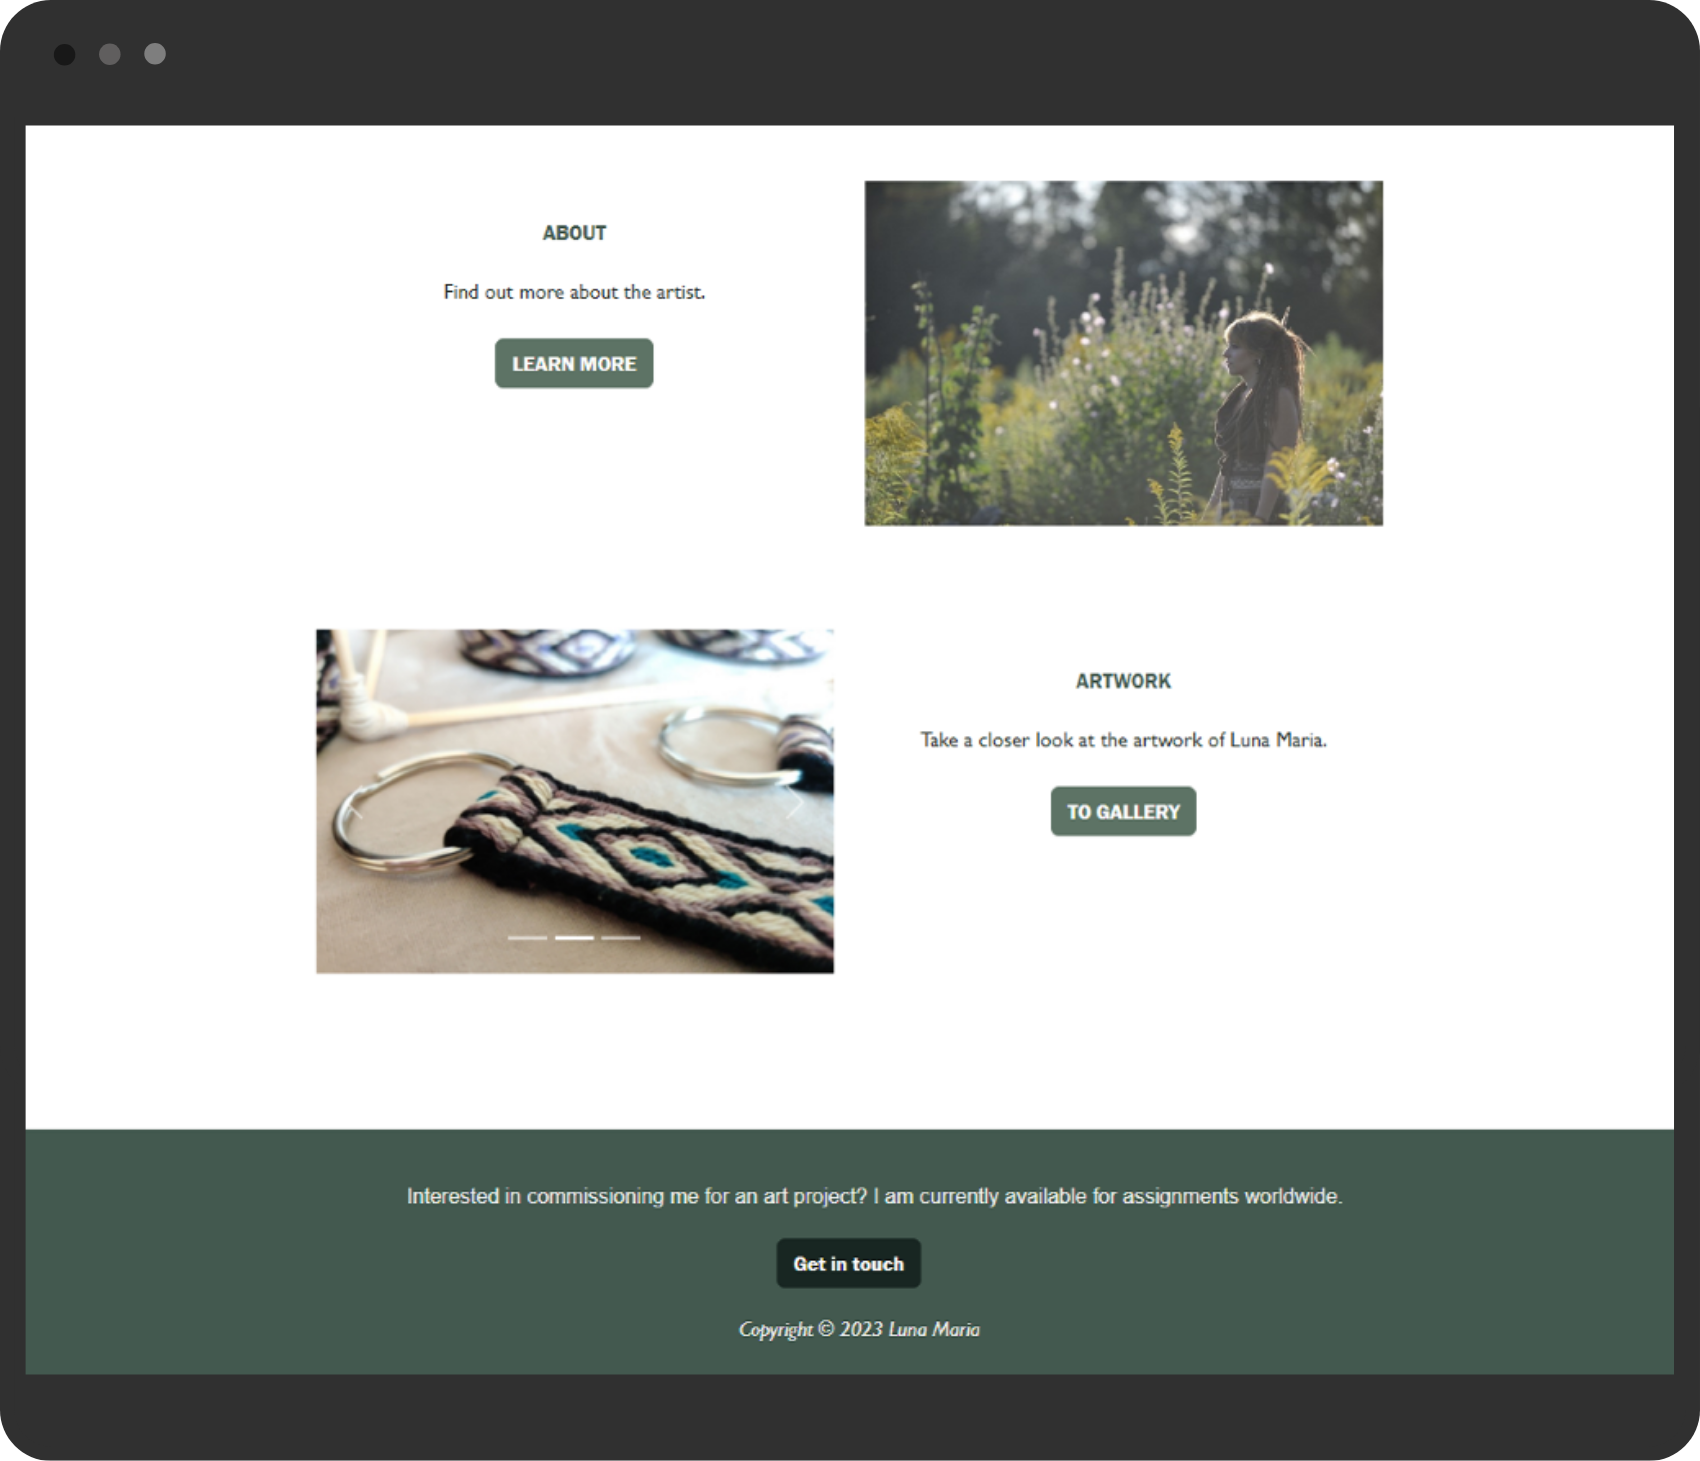 ABOUT
Find out more about the artist.
LEARN MORE
ARTWORK
Take a closer look at the artwork of Luna Maria.
TO GALLERY
Interested in commissioning me for an art project? I am currently available for assignments worldwide.
Get in touch
Copyright © 2023 Luna Maria